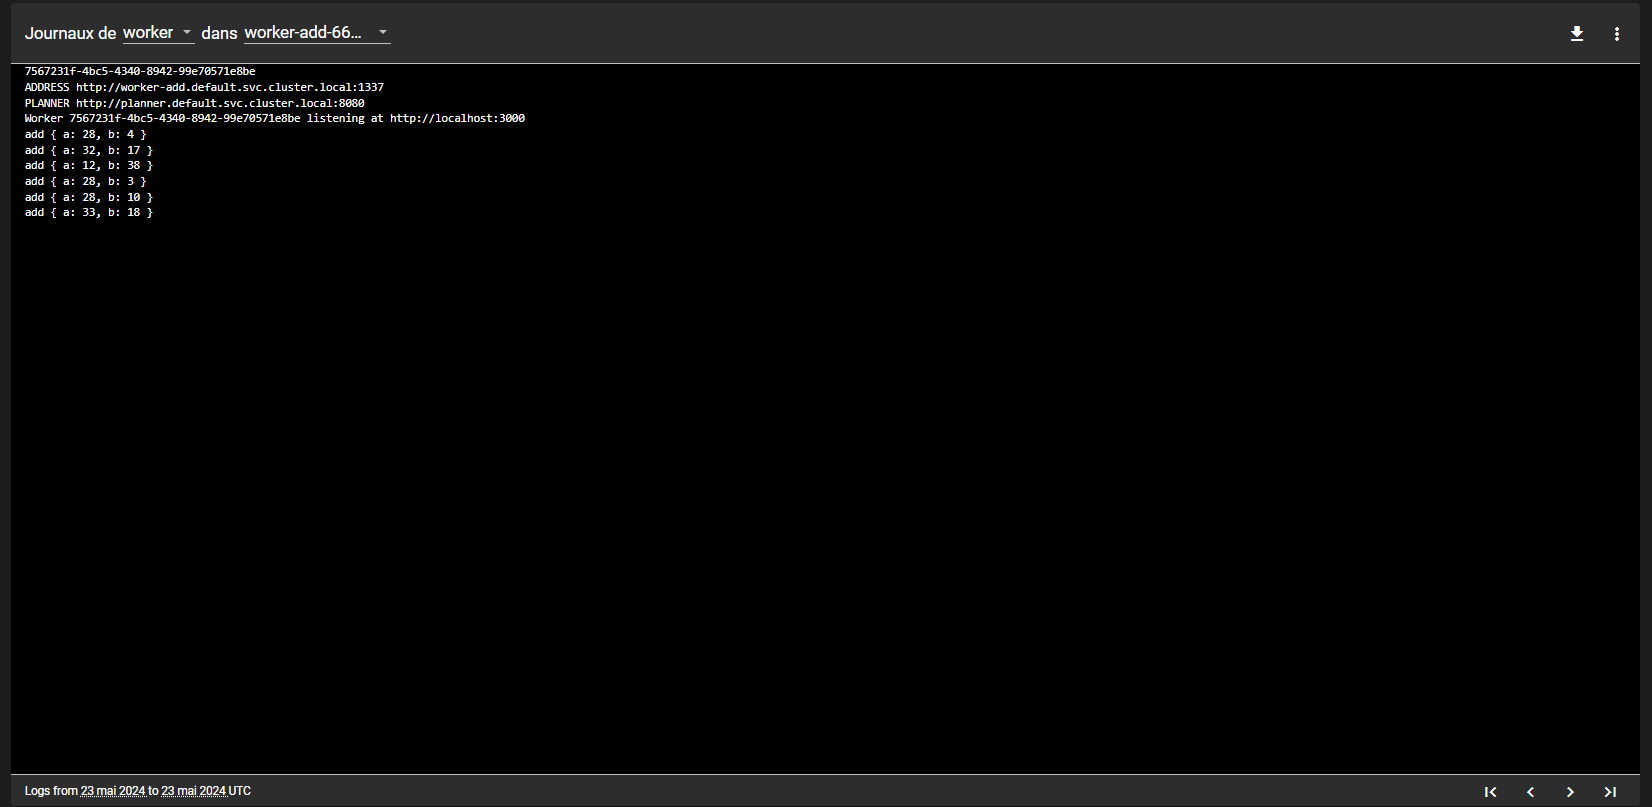 Journaux de worker dans worker-add-66...
7567231f-4bc5-4340-8942-99e70571e8be
ADDRESS http://worker-add.default.svc.cluster.local:1337
PLANNER http://planner.default.svc.cluster.local:8080
Worker 7567231f-4bc5-4340-8942-99e70571e8be listening at http://localhost:3000
add { a: 28, b: 4 }
add { a: 32, b: 17 }
add { a: 12, b: 38 }
add { a: 28, b: 3 }
add { a: 28, b: 10 }
add { a: 33, b: 18 }
Logs from 23 mai 2024 to 23 mai 2024 UTC